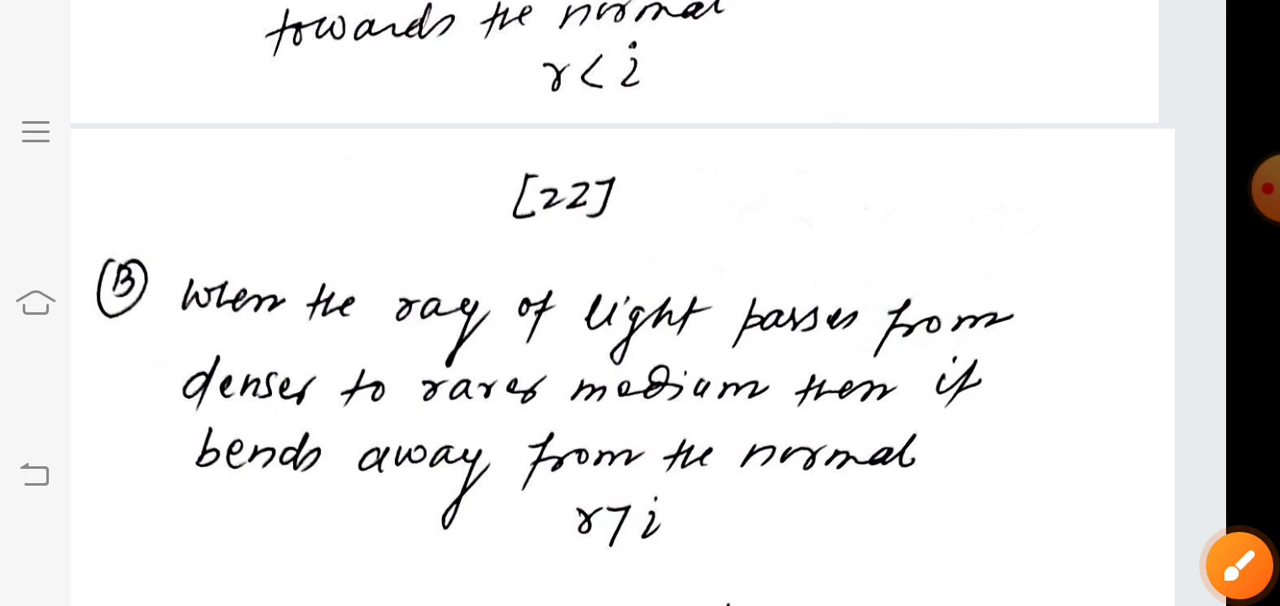 towards the normal
r < i
[22]
(B) when the ray of light passes from
denser to rarer medium then it
bends away from the normal
r > i